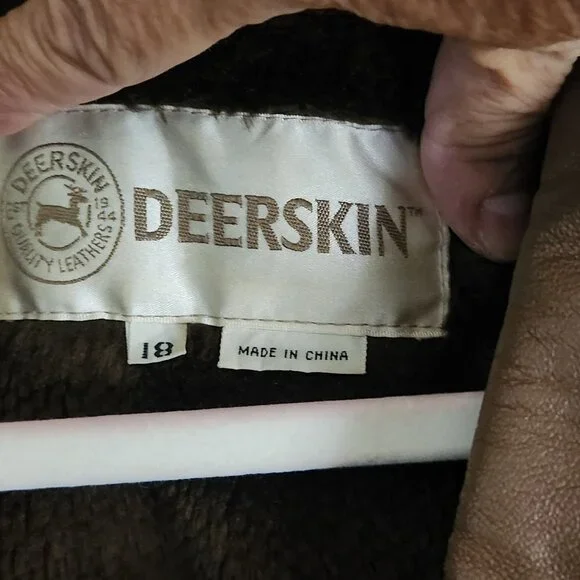 DEERSKIN
19
44
QUALITY LEATHERS
DEERSKIN™
18
MADE IN CHINA